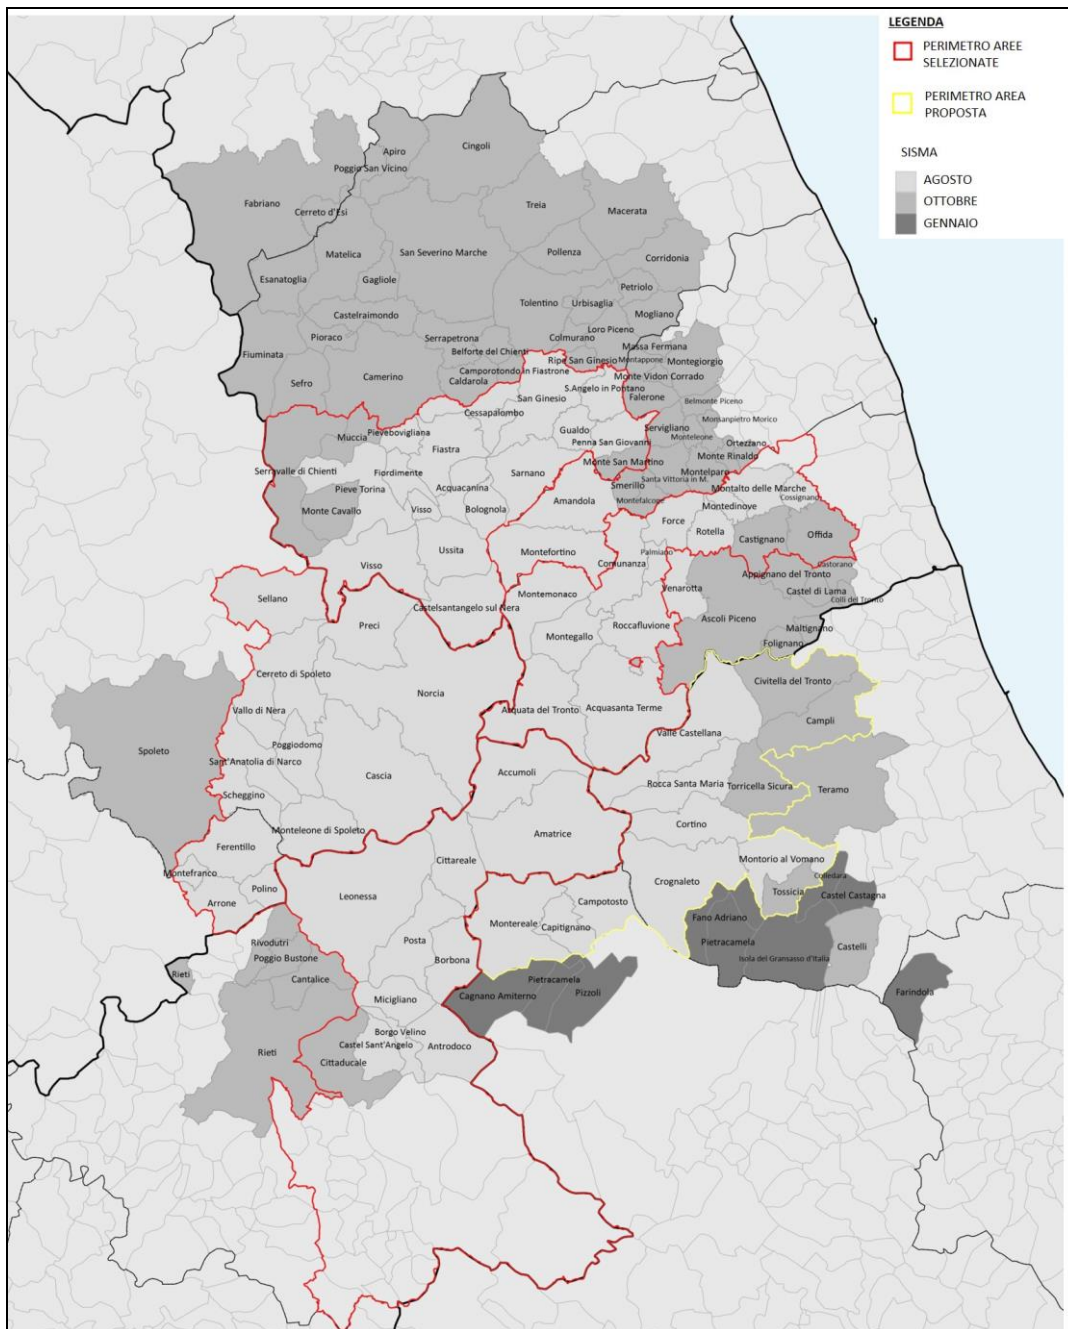 LEGENDA
PERIMETRO AREE
SELEZIONATE
PERIMETRO AREA
PROPOSTA
SISMA
AGOSTO
OTTOBRE
GENNAIO
Cingoli
Apiro
Poggio San Vicino
Fabriano
Cerreto d'Esi
Treia
Macerata
Matelica
San Severino Marche
Pollenza
Corridonia
Esanatoglia
Gagliole
Petriolo
Tolentino
Urbisaglia
Mogliano
Castelraimondo
Loro Piceno
Pioraco
Serrapetrona
Colmurano
Massa Fermana
Fiuminata
Belforte del Chienti
Ripe San Ginesio
Montappone
Montegiorgio
Camporotondo in Fiastrone
Sefro
Camerino
Caldarola
Monte Vidon Corrado
S.Angelo in Pontano
San Ginesio
Falerone
Belmonte Piceno
Cessapalombo
Monsanpietro Morico
Pievebovigliana
Muccia
Gualdo
Servigliano
Monteleone
Ortezzano
Penna San Giovanni
Fiastra
Monte Rinaldo
Monte San Martino
Serravalle di Chienti
Fiordimente
Sarnano
Montelparo
Santa Vittoria in M.
Smerillo
Pieve Torina
Acquacanina
Montalto delle Marche
Amandola
Montefalcone
Cossignano
Monte Cavallo
Visso
Bolognola
Montedinove
Force
Rotella
Castignano
Offida
Ussita
Montefortino
Palmiano
Comunanza
Visso
Castorano
Appignano del Tronto
Venarotta
Castel di Lama
Colli del Tronto
Sellano
Montemonaco
Castelsantangelo sul Nera
Preci
Roccafluvione
Ascoli Piceno
Maltignano
Montegallo
Folignano
Cerreto di Spoleto
Civitella del Tronto
Norcia
Vallo di Nera
Arquata del Tronto
Acquasanta Terme
Campli
Valle Castellana
Spoleto
Poggiodomo
Sant'Anatolia di Narco
Cascia
Accumoli
Rocca Santa Maria
Torricella Sicura
Teramo
Scheggino
Monteleone di Spoleto
Amatrice
Cortino
Ferentillo
Cittareale
Montorio al Vomano
Montefranco
Colledara
Crognaleto
Polino
Leonessa
Tossicia
Castel Castagna
Arrone
Campotosto
Fano Adriano
Montereale
Capitignano
Rivodutri
Posta
Pietracamela
Castelli
Poggio Bustone
Borbona
Isola del Gransasso d'Italia
Rieti
Cantalice
Pietracamela
Farindola
Micigliano
Cagnano Amiterno
Pizzoli
Borgo Velino
Castel Sant'Angelo
Antrodoco
Rieti
Cittaducale